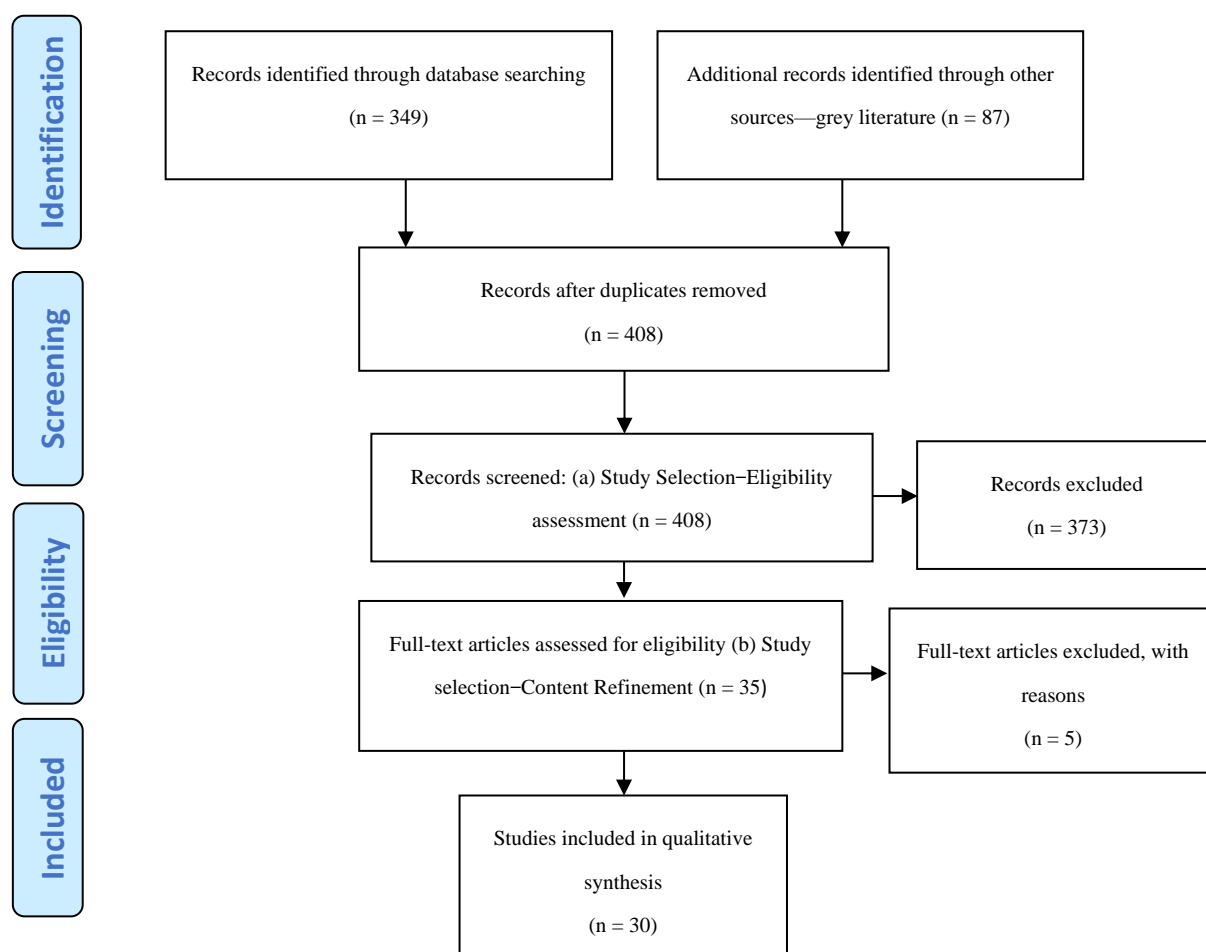 Identification
Records identified through database searching
(n = 349)
Additional records identified through other
sources—grey literature (n = 87)
Screening
Records after duplicates removed
(n = 408)
Records screened: (a) Study Selection−Eligibility
assessment (n = 408)
Records excluded
(n = 373)
Eligibility
Full-text articles assessed for eligibility (b) Study
selection−Content Refinement (n = 35)
Full-text articles excluded, with
reasons
(n = 5)
Included
Studies included in qualitative
synthesis
(n = 30)